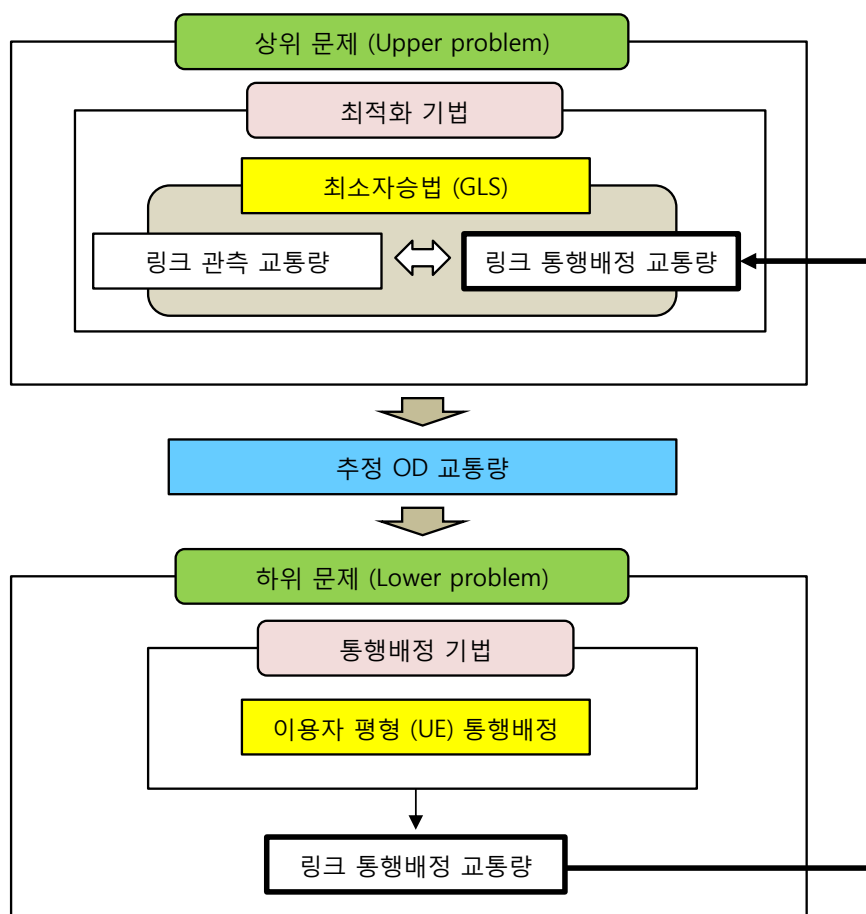 상위 문제 (Upper problem)
최적화 기법
최소자승법 (GLS)
링크 관측 교통량
링크 통행배정 교통량
추정 OD 교통량
하위 문제 (Lower problem)
통행배정 기법
이용자 평형 (UE) 통행배정
링크 통행배정 교통량